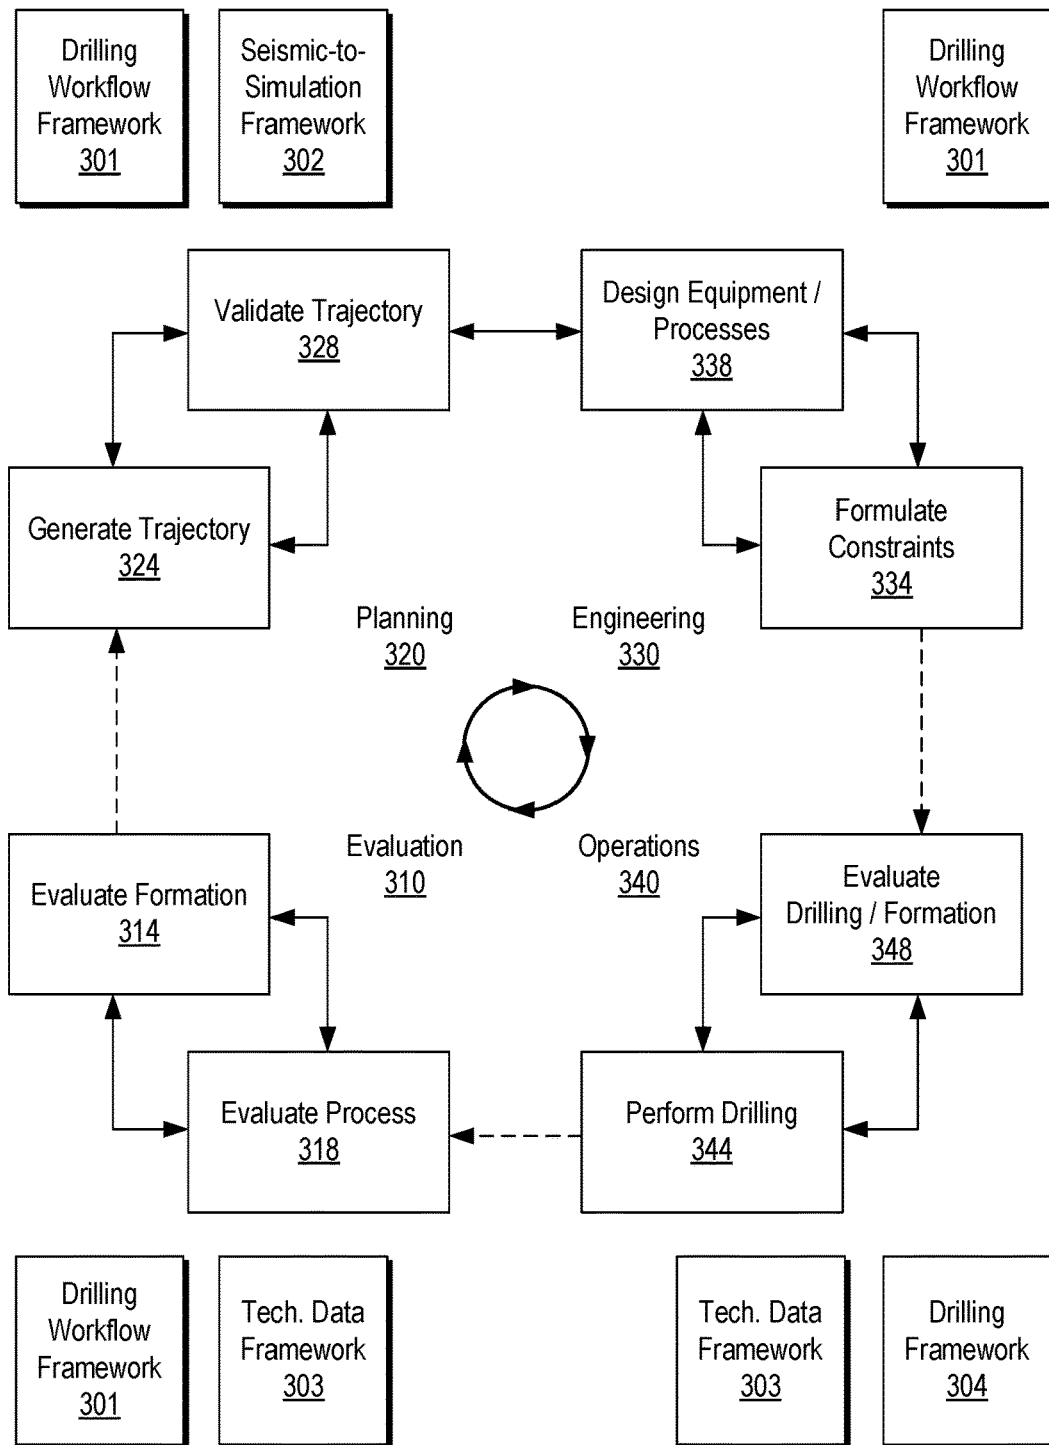 Drilling
Workflow
Framework
301
Seismic-to-
Simulation
Framework
302
Drilling
Workflow
Framework
301
Validate Trajectory
328
Design Equipment /
Processes
338
Generate Trajectory
324
Formulate
Constraints
334
Planning
320
Engineering
330
Evaluation
310
Operations
340
Evaluate Formation
314
Evaluate
Drilling / Formation
348
Evaluate Process
318
Perform Drilling
344
Drilling
Workflow
Framework
301
Tech. Data
Framework
303
Tech. Data
Framework
303
Drilling
Framework
304